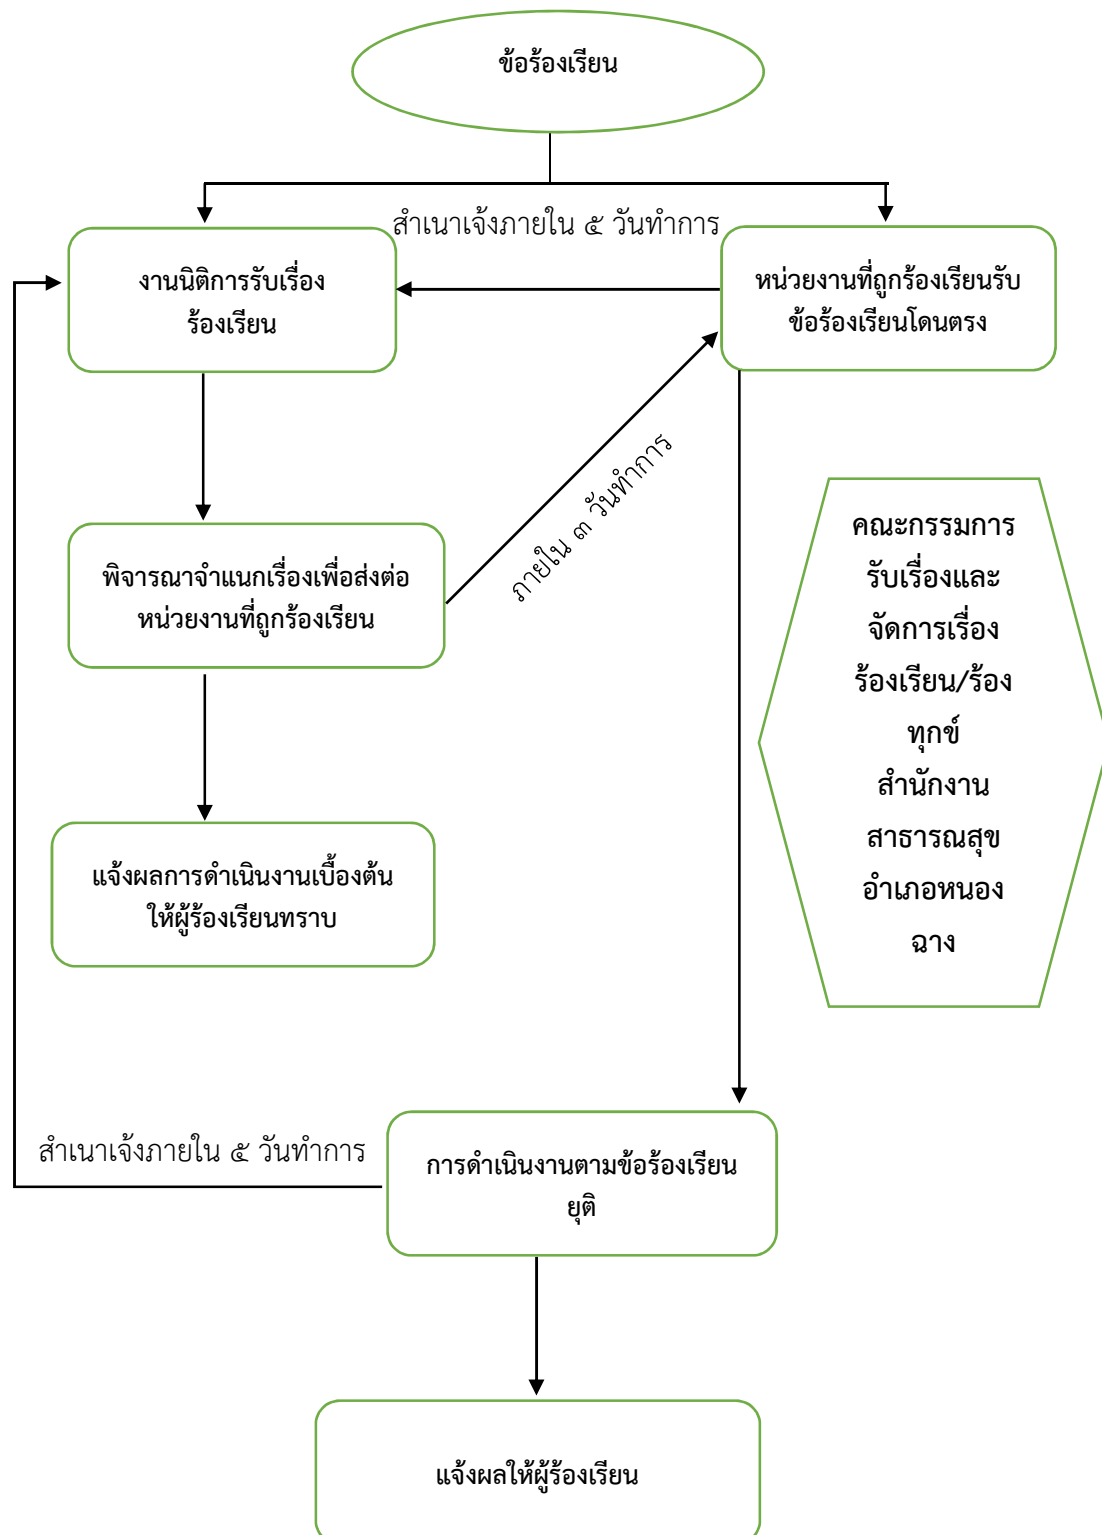 ข้อร้องเรียน
สำเนาเจ้งภายใน ๕ วันทำการ
งานนิติการรับเรื่อง
ร้องเรียน
หน่วยงานที่ถูกร้องเรียนรับ
ข้อร้องเรียนโดนตรง
ภายใน ๓ วันทำการ
พิจารณาจำแนกเรื่องเพื่อส่งต่อ
หน่วยงานที่ถูกร้องเรียน
คณะกรรมการ
รับเรื่องและ
จัดการเรื่อง
ร้องเรียน/ร้อง
ทุกข์
สำนักงาน
สาธารณสุข
อำเภอหนอง
ฉาง
แจ้งผลการดำเนินงานเบื้องต้น
ให้ผู้ร้องเรียนทราบ
สำเนาเจ้งภายใน ๕ วันทำการ
การดำเนินงานตามข้อร้องเรียน
ยุติ
แจ้งผลให้ผู้ร้องเรียน